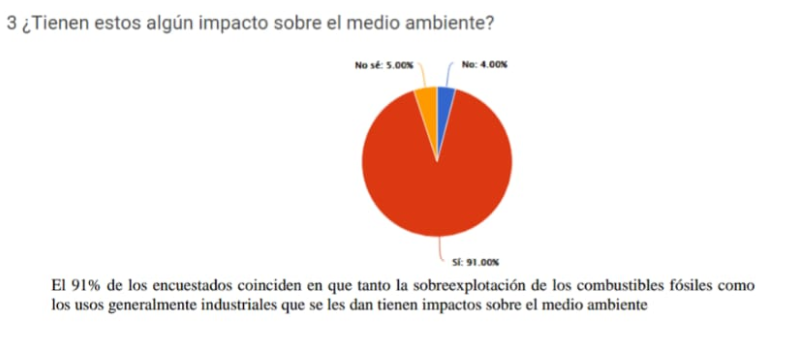 3 ¿Tienen estos algún impacto sobre el medio ambiente?
No sé: 5.00%
No: 4.00%
Sí: 91.00%
El 91% de los encuestados coinciden en que tanto la sobreexplotación de los combustibles fósiles como
los usos generalmente industriales que se les dan tienen impactos sobre el medio ambiente